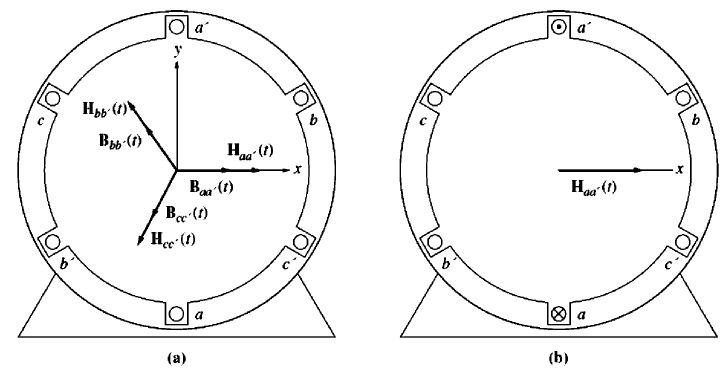 a´
y
H_bb´(t)
c
B_bb´(t)
b
H_aa´(t)
x
B_aa´(t)
B_cc´(t)
H_cc´(t)
b´
c´
a
(a)
a´
c
b
x
H_aa´(t)
b´
c´
a
(b)